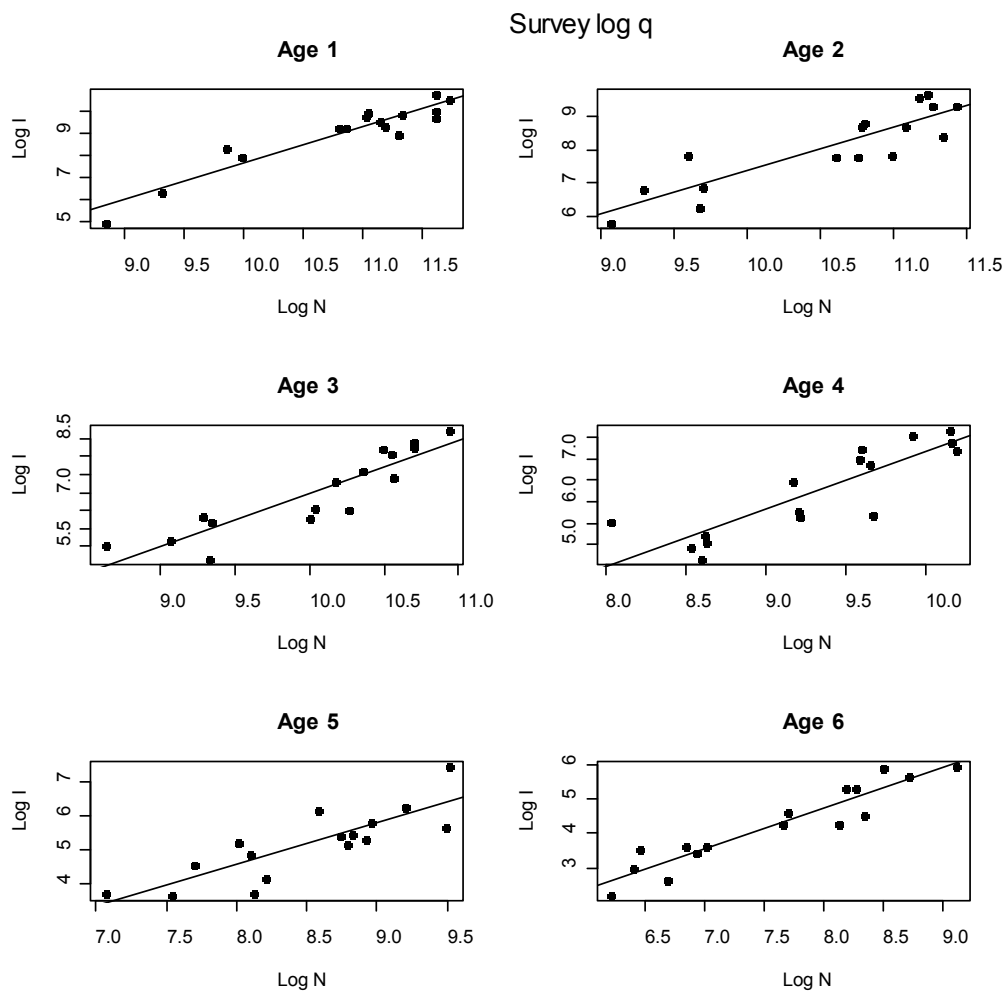 Survey log q
Age 1
Age 2
Log I
5 7 9
9.0 9.5 10.0 10.5 11.0 11.5
Log N
Log I
6 7 8 9
9.0 9.5 10.0 10.5 11.0 11.5
Log N
Age 3
Age 4
Log I
5.5 7.0 8.5
9.0 9.5 10.0 10.5 11.0
Log N
Log I
5.0 6.0 7.0
8.0 8.5 9.0 9.5 10.0
Log N
Age 5
Age 6
Log I
4 5 6 7
7.0 7.5 8.0 8.5 9.0 9.5
Log N
Log I
3 4 5 6
6.5 7.0 7.5 8.0 8.5 9.0
Log N